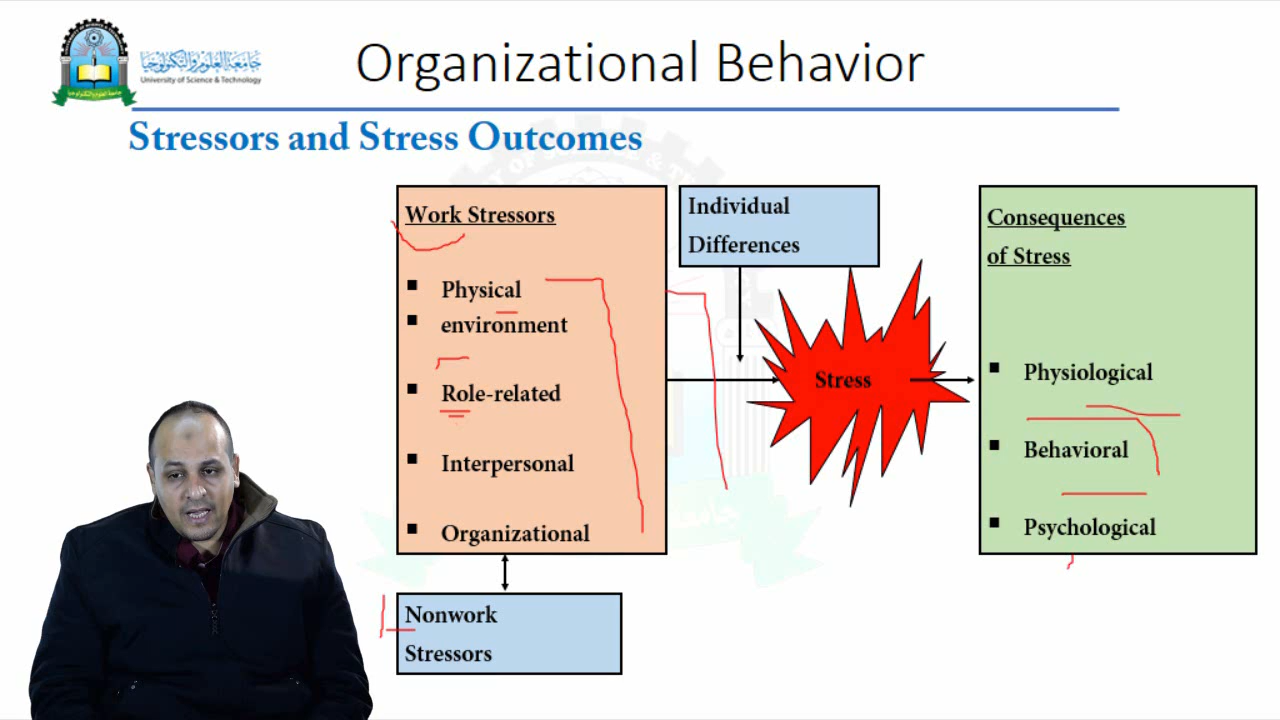 Organizational Behavior
جامعة العلوم والتكنولوجيا
University of Science & Technology
Stressors and Stress Outcomes
Work Stressors
Physical
environment
Role-related
Interpersonal
Organizational
Nonwork
Stressors
Individual
Differences
Stress
Consequences
of Stress
Physiological
Behavioral
Psychological